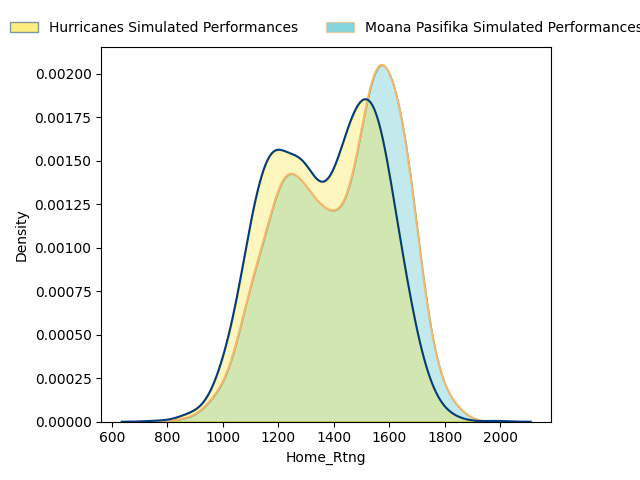 Hurricanes Simulated Performances
Moana Pasifika Simulated Performances
0.00200
0.00175
0.00150
0.00125
0.00100
0.00075
0.00050
0.00025
0.00000
Density
600 800 1000 1200 1400 1600 1800 2000
Home_Rtng